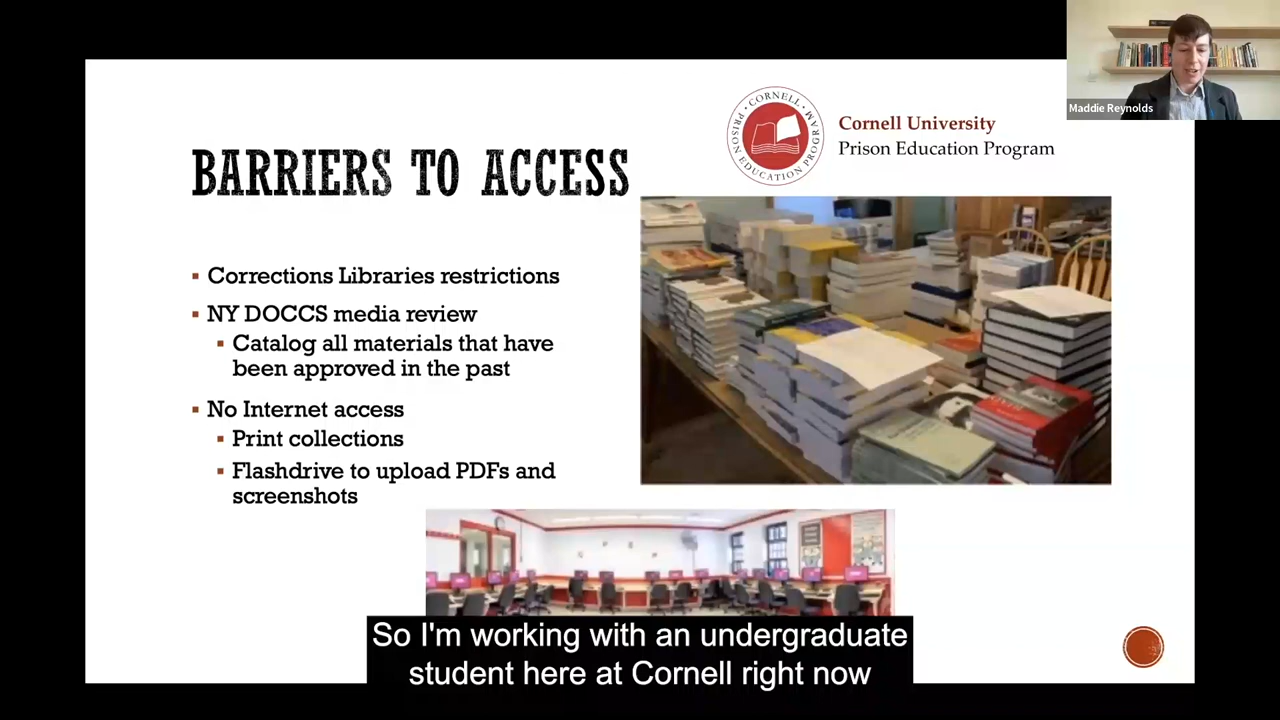 Maddie Reynolds
CORNELL
PRISON EDUCATION PROGRAM
Cornell University
Prison Education Program
BARRIERS TO ACCESS
▪ Corrections Libraries restrictions
▪ NY DOCCS media review
▪ Catalog all materials that have
been approved in the past
▪ No Internet access
▪ Print collections
▪ Flashdrive to upload PDFs and
screenshots
So I'm working with an undergraduate
student here at Cornell right now